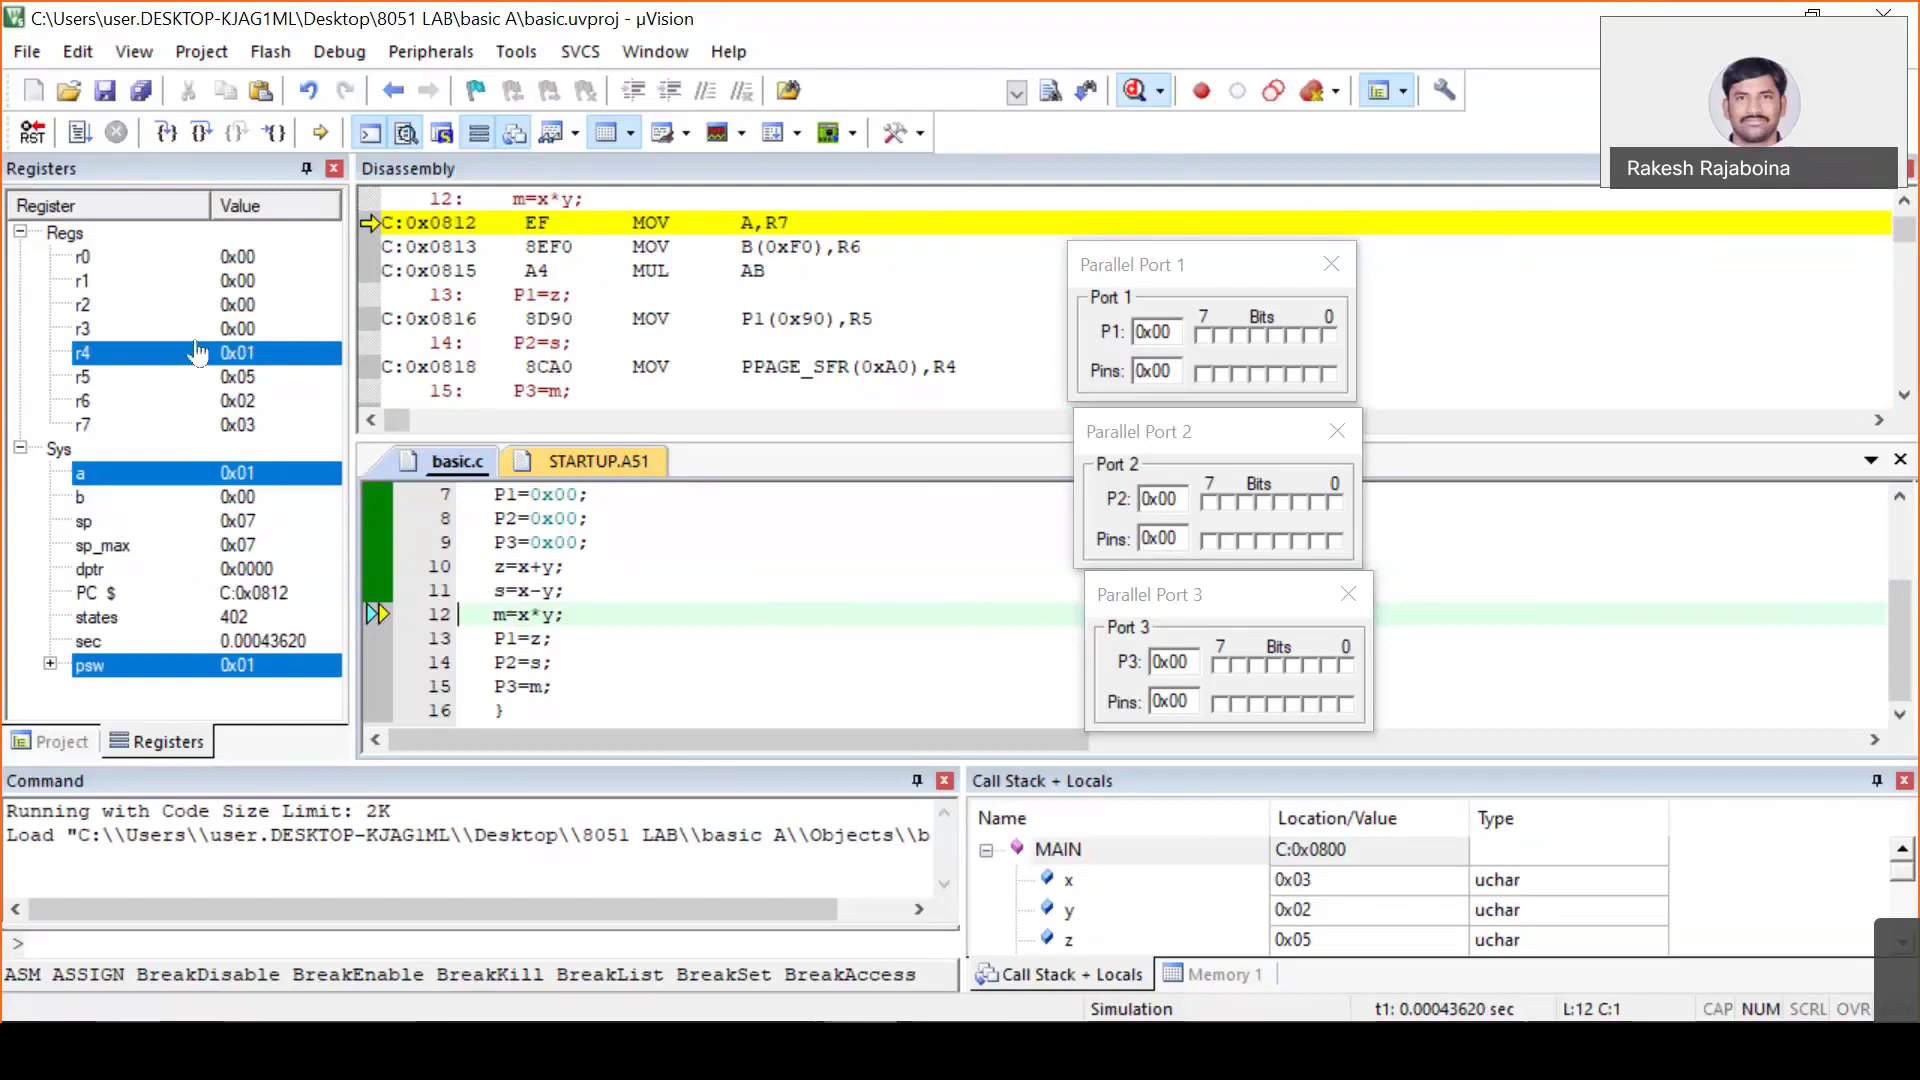 C:\Users\user.DESKTOP-KJAG1ML\Desktop\8051 LAB\basic A\basic.uvproj - µVision
File Edit View Project Flash Debug Peripherals Tools SVCS Window Help
Rakesh Rajaboina
RST
Registers
Register Value
Regs
r0 0x00
r1 0x00
r2 0x00
r3 0x00
r4 0x01
r5 0x05
r6 0x02
r7 0x03
Sys
a 0x01
b 0x00
sp 0x07
sp_max 0x07
dptr 0x0000
PC $ C:0x0812
states 402
sec 0.00043620
psw 0x01
Project Registers
Disassembly
12: m=x*y;
C:0x0812 EF MOV A,R7
C:0x0813 8EF0 MOV B(0xF0),R6
C:0x0815 A4 MUL AB
13: P1=z;
C:0x0816 8D90 MOV P1(0x90),R5
14: P2=s;
C:0x0818 8CA0 MOV PPAGE_SFR(0xA0),R4
15: P3=m;
basic.c STARTUP.A51
7 P1=0x00;
8 P2=0x00;
9 P3=0x00;
10 z=x+y;
11 s=x-y;
12 m=x*y;
13 P1=z;
14 P2=s;
15 P3=m;
16 }
Parallel Port 1
Port 1
7 Bits 0
P1: 0x00
Pins: 0x00
Parallel Port 2
Port 2
7 Bits 0
P2: 0x00
Pins: 0x00
Parallel Port 3
Port 3
7 Bits 0
P3: 0x00
Pins: 0x00
Command
Running with Code Size Limit: 2K
Load "C:\\Users\\user.DESKTOP-KJAG1ML\\Desktop\\8051 LAB\\basic A\\Objects\\b
>
ASM ASSIGN BreakDisable BreakEnable BreakKill BreakList BreakSet BreakAccess
Call Stack + Locals
Name Location/Value Type
MAIN C:0x0800
x 0x03 uchar
y 0x02 uchar
z 0x05 uchar
Call Stack + Locals Memory 1
Simulation t1: 0.00043620 sec L:12 C:1 CAP NUM SCRL OVR